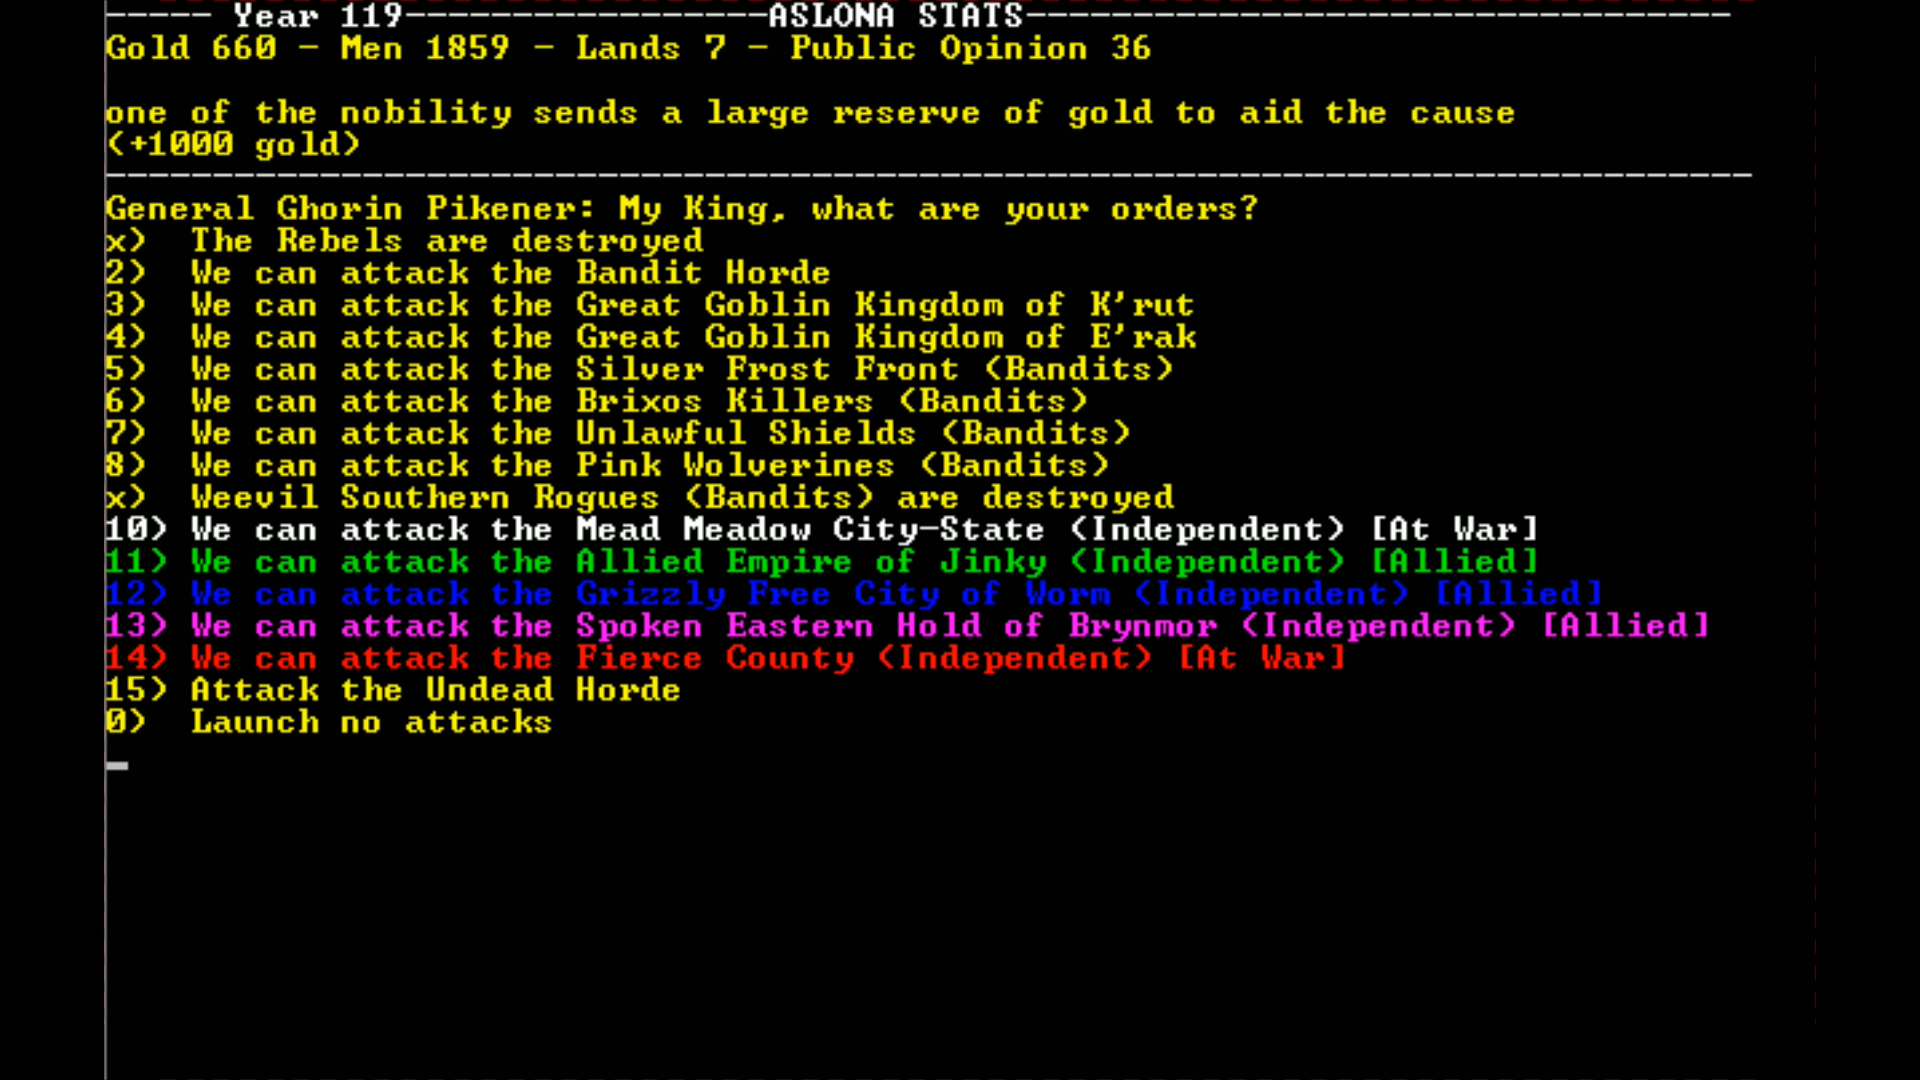 ----- Year 119-----------------ASLONA STATS---------------------------------
Gold 660 - Men 1859 - Lands 7 - Public Opinion 36
one of the nobility sends a large reserve of gold to aid the cause
(+1000 gold)
-----------------------------------------------------------------------------
General Ghorin Pikener: My King, what are your orders?
x)  The Rebels are destroyed
2)  We can attack the Bandit Horde
3)  We can attack the Great Goblin Kingdom of K'rut
4)  We can attack the Great Goblin Kingdom of E'rak
5)  We can attack the Silver Frost Front (Bandits)
6)  We can attack the Brixos Killers (Bandits)
7)  We can attack the Unlawful Shields (Bandits)
8)  We can attack the Pink Wolverines (Bandits)
x)  Weevil Southern Rogues (Bandits) are destroyed
10) We can attack the Mead Meadow City-State (Independent) [At War]
11) We can attack the Allied Empire of Jinky (Independent) [Allied]
12) We can attack the Grizzly Free City of Worm (Independent) [Allied]
13) We can attack the Spoken Eastern Hold of Brynmor (Independent) [Allied]
14) We can attack the Fierce County (Independent) [At War]
15) Attack the Undead Horde
0)  Launch no attacks